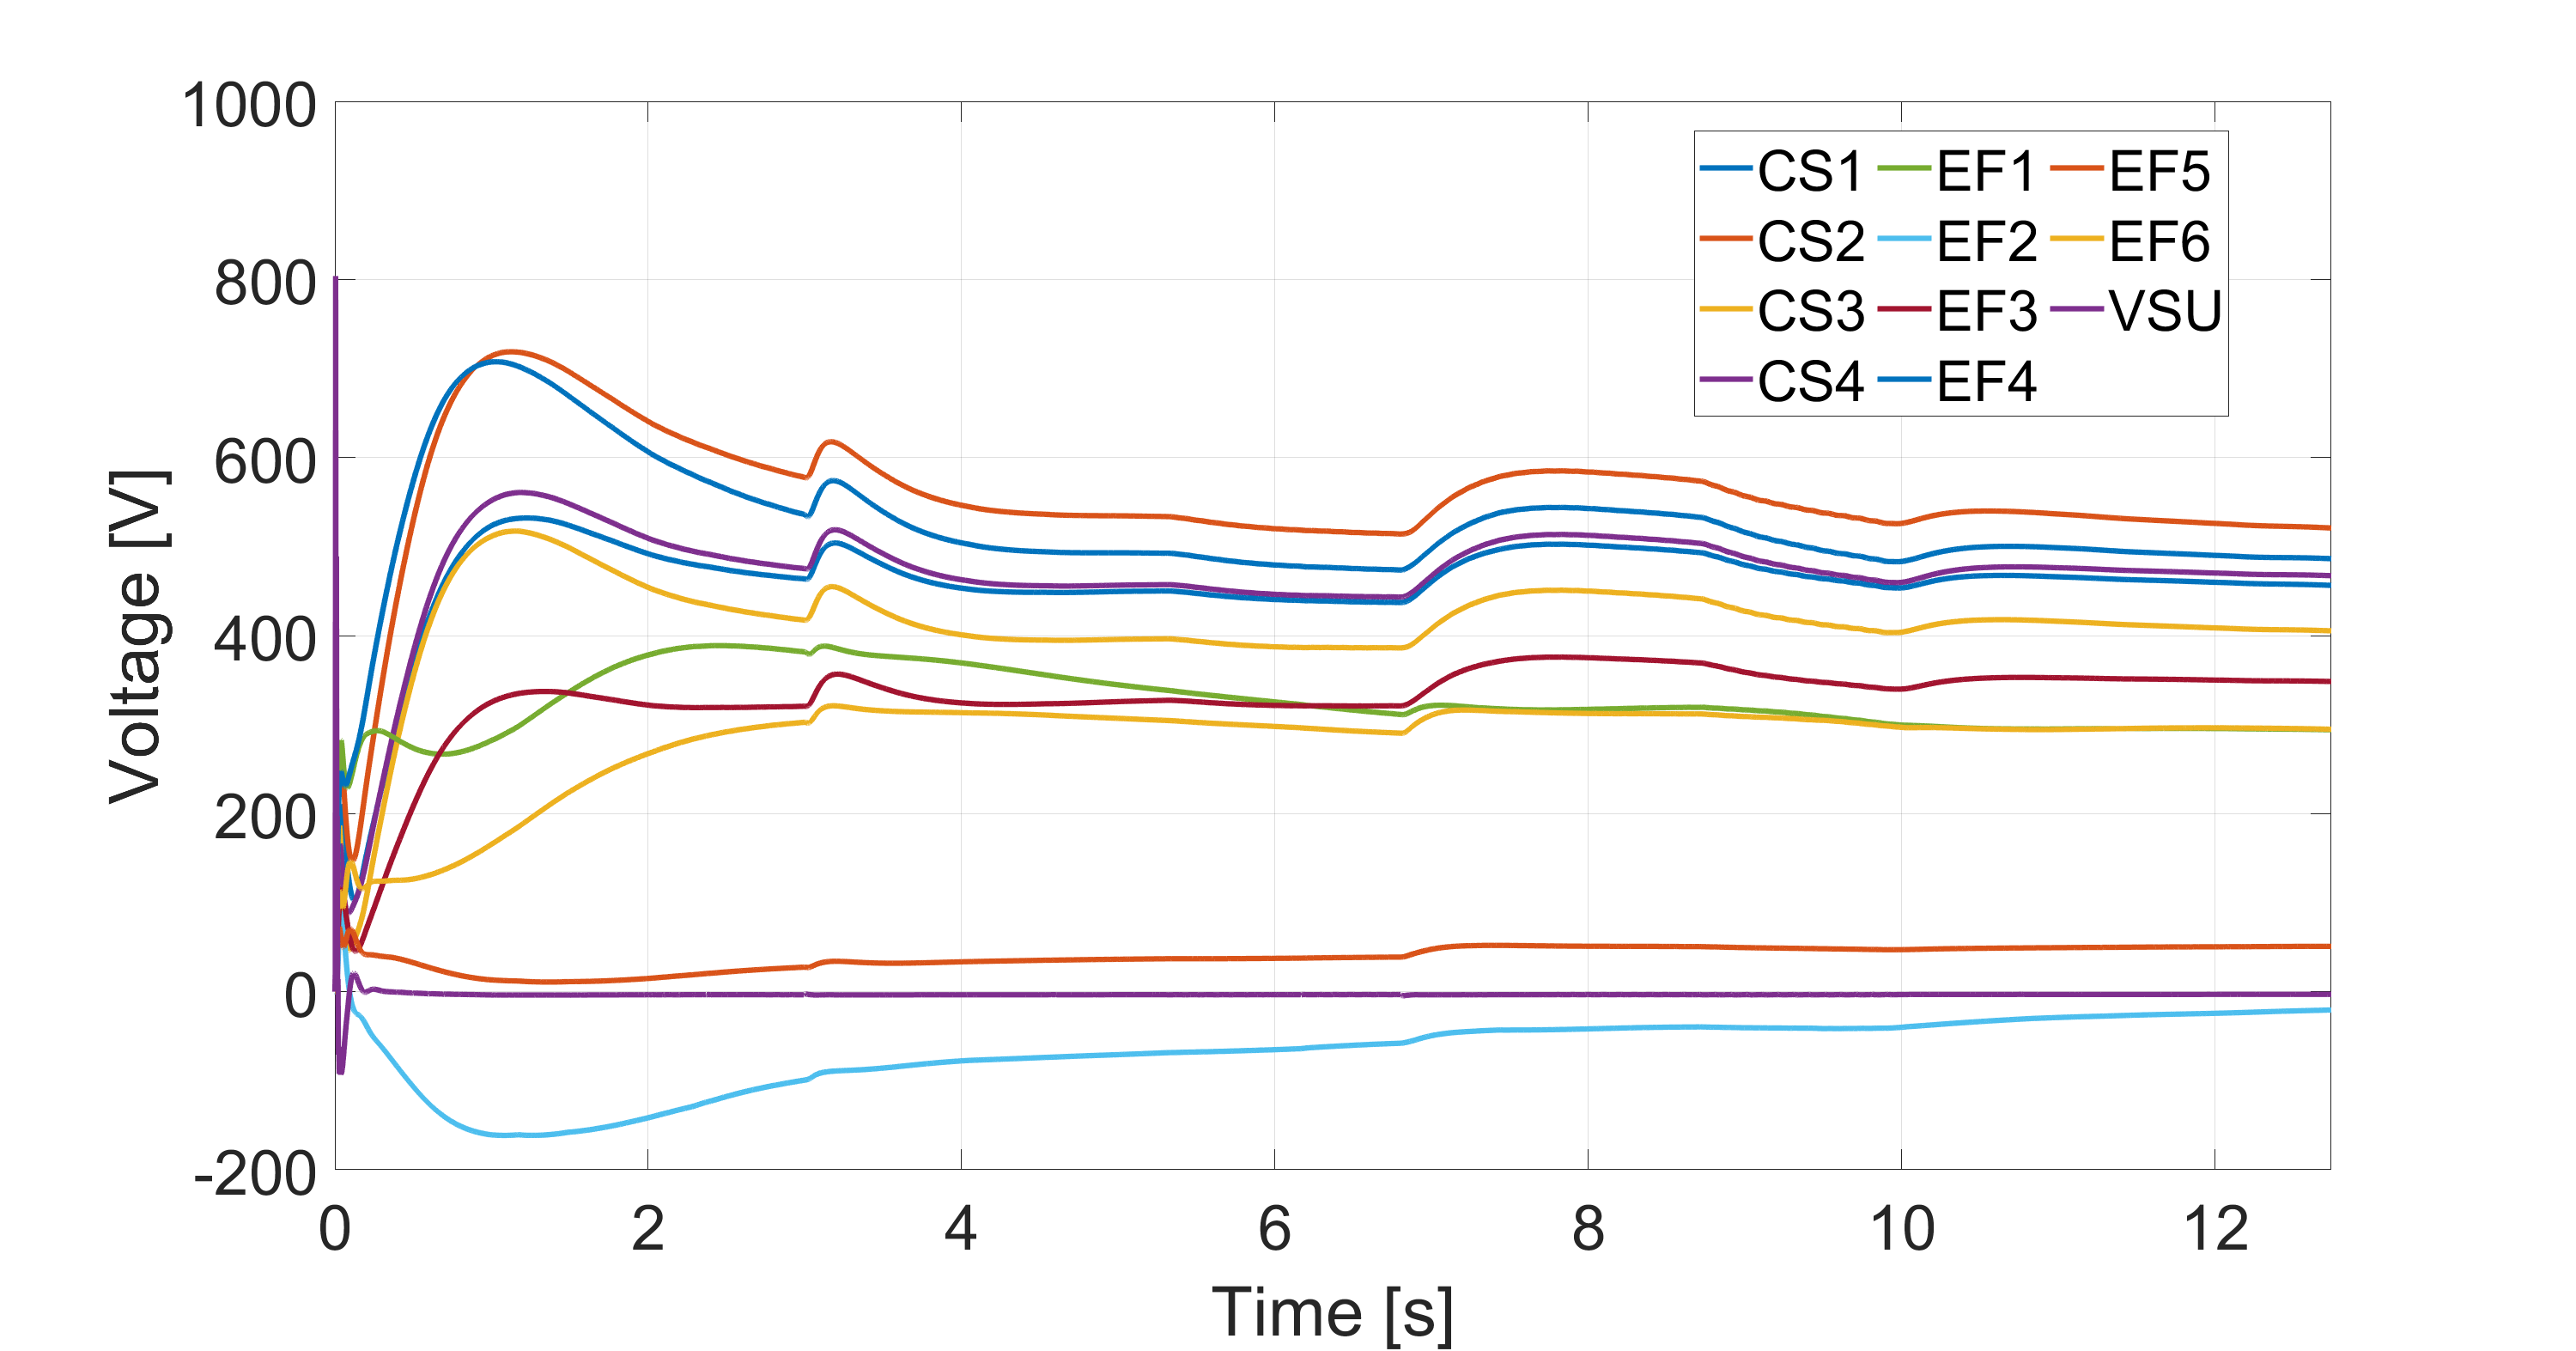 1000
800
600
400
200
0
-200
Voltage [V]
CS1 EF1 EF5
CS2 EF2 EF6
CS3 EF3 VSU
CS4 EF4
0 2 4 6 8 10 12
Time [s]